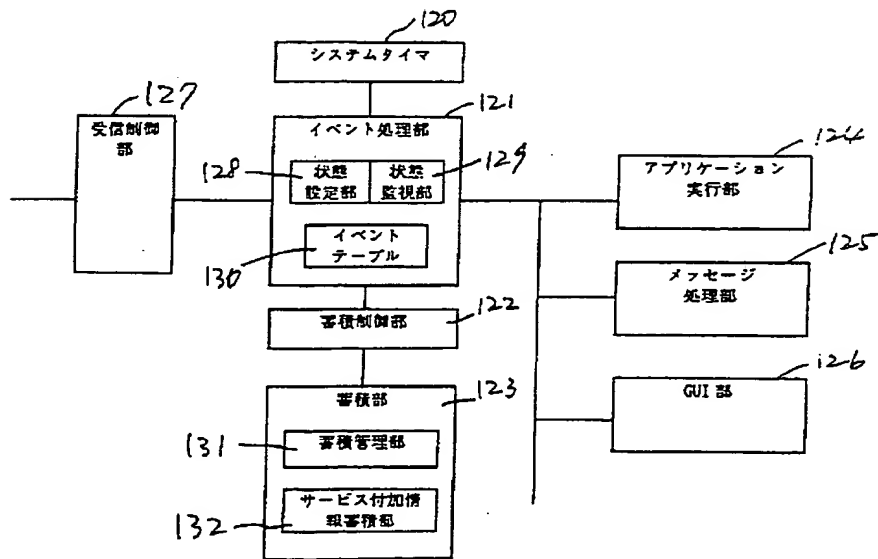 120
システムタイマ
127
受信制御
部
121
イベント処理部
128
状態
設定部
129
状態
監視部
130
イベント
テーブル
124
アプリケーション
実行部
125
メッセージ
処理部
122
蓄積制御部
126
GUI 部
123
蓄積部
131
蓄積管理部
132
サービス付加情
報蓄積部